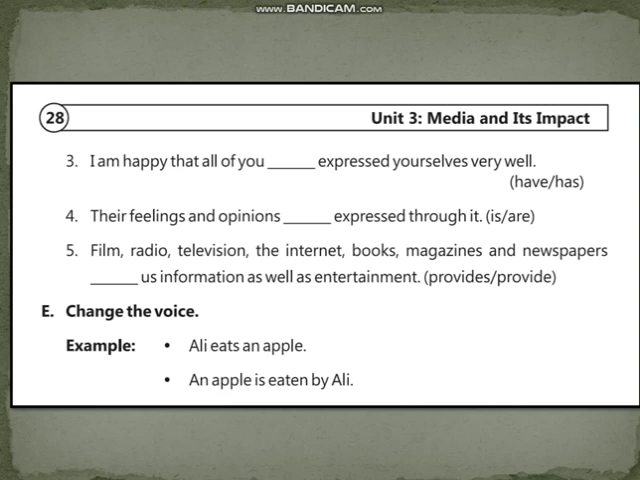 WWW.BANDICAM.COM
28 Unit 3: Media and Its Impact
3. I am happy that all of you ______ expressed yourselves very well.
(have/has)
4. Their feelings and opinions ______ expressed through it. (is/are)
5. Film, radio, television, the internet, books, magazines and newspapers
______ us information as well as entertainment. (provides/provide)
E. Change the voice.
Example: • Ali eats an apple.
• An apple is eaten by Ali.